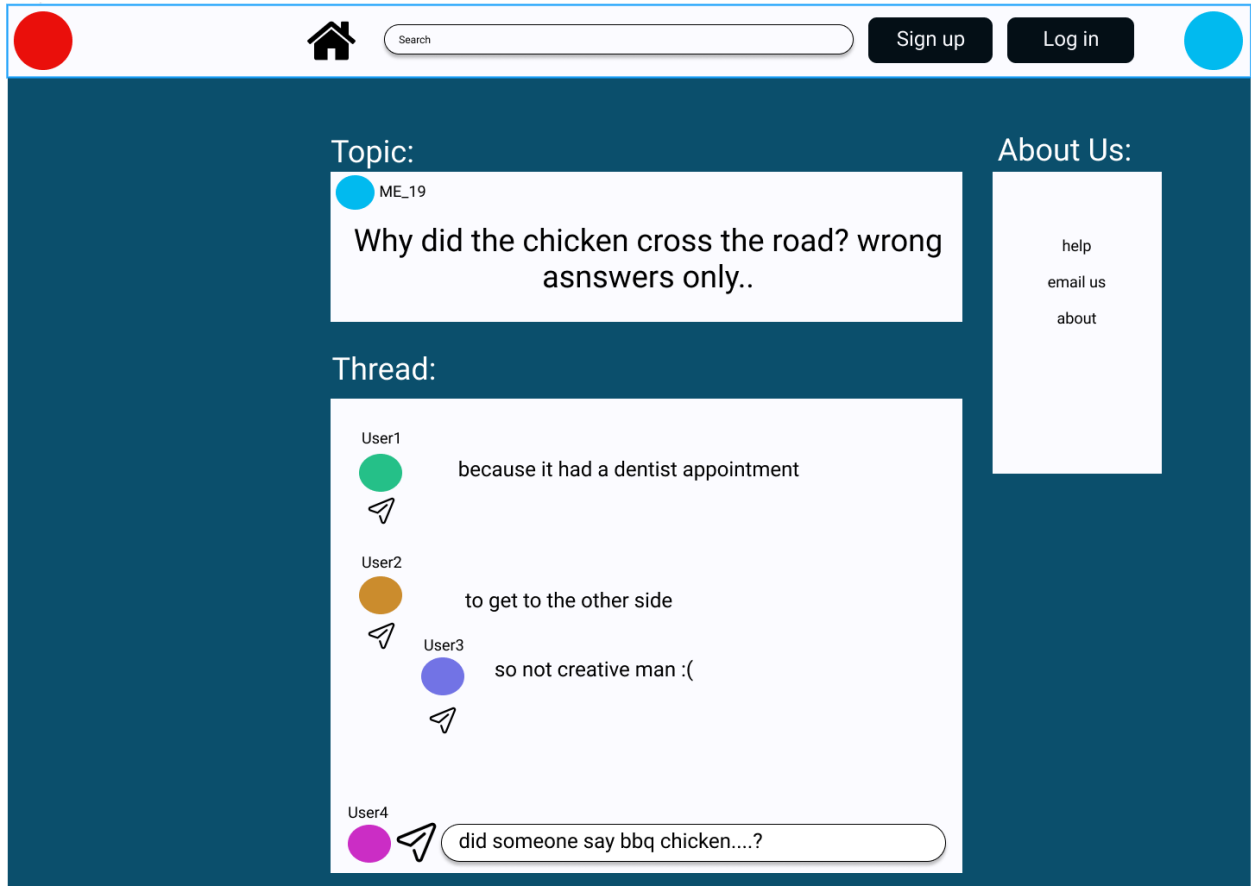 Search
Sign up
Log in
Topic:
ME_19
Why did the chicken cross the road? wrong
asnswers only..
About Us:
help
email us
about
Thread:
User1
because it had a dentist appointment
User2
to get to the other side
User3
so not creative man :(
User4
did someone say bbq chicken....?